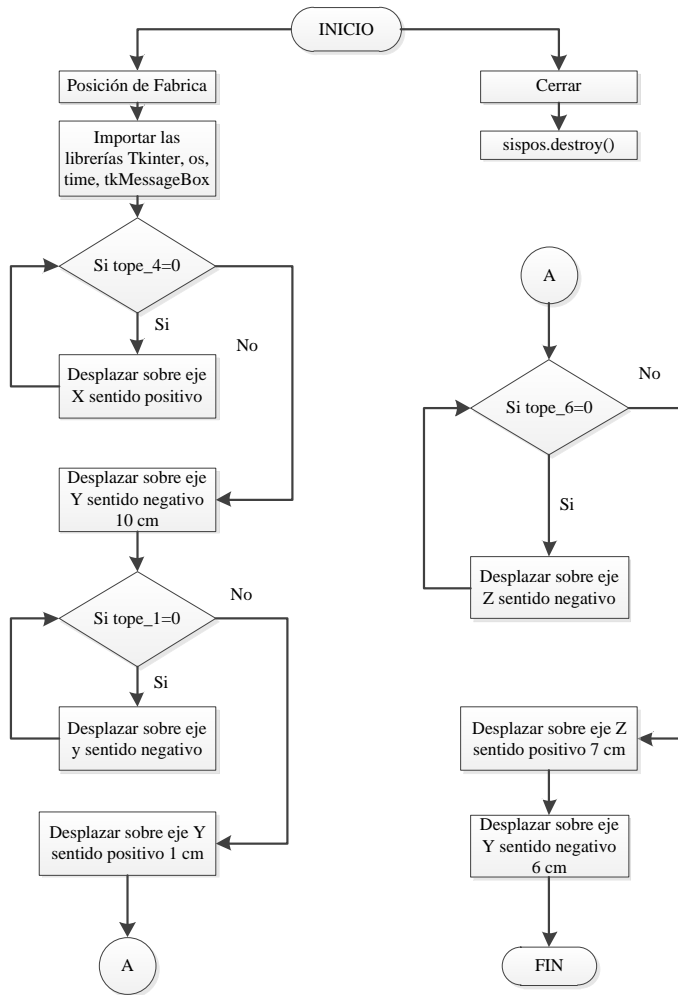 INICIO
Posición de Fabrica
Importar las
librerías Tkinter, os,
time, tkMessageBox
Si tope_4=0
Si
No
Desplazar sobre eje
X sentido positivo
Desplazar sobre eje
Y sentido negativo
10 cm
Si tope_1=0
No
Si
Desplazar sobre eje
y sentido negativo
Desplazar sobre eje Y
sentido positivo 1 cm
A
Cerrar
sispos.destroy()
A
No
Si tope_6=0
Si
Desplazar sobre eje
Z sentido negativo
Desplazar sobre eje Z
sentido positivo 7 cm
Desplazar sobre eje
Y sentido negativo
6 cm
FIN